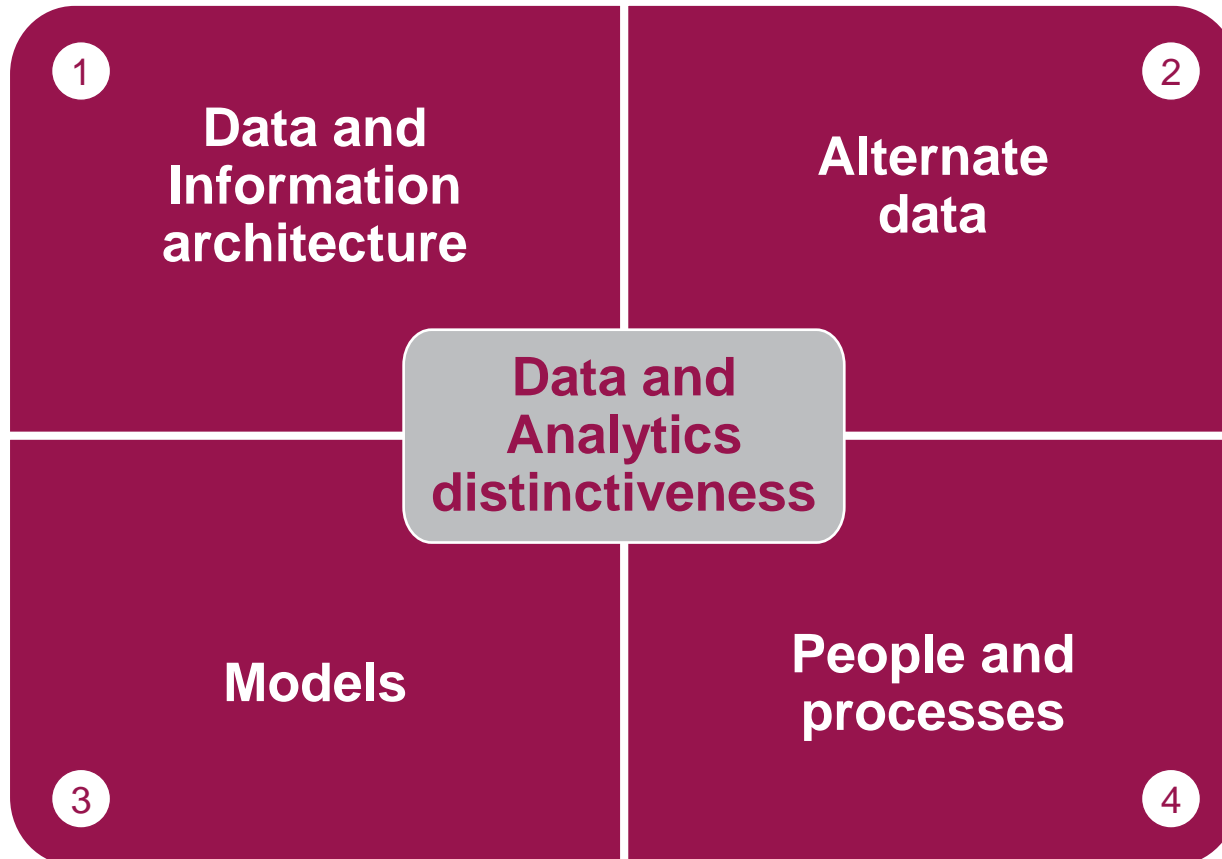 1
Data and
Information
architecture
2
Alternate
data
Data and
Analytics
distinctiveness
3
Models
4
People and
processes